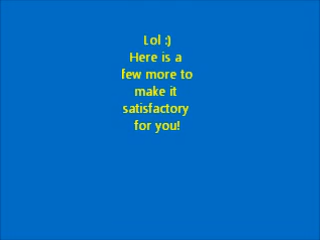 Lol :)
Here is a
few more to
make it
satisfactory
for you!